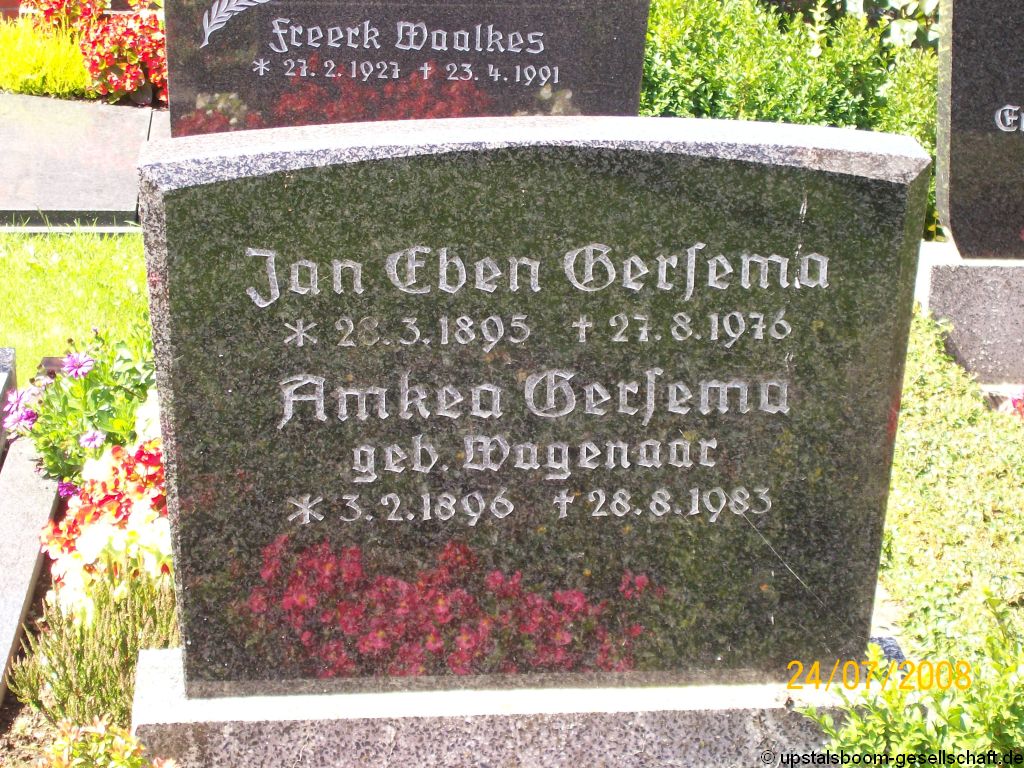 Freerk Waalkes
* 27. 2. 1927 † 23. 4. 1991
Jan Eben Gersema
* 28. 3. 1895 † 27. 8. 1976
Amkea Gersema
geb. Wagenaar
* 3. 2. 1896 † 28. 8. 1983
24/07/2008
© upstalsboom-gesellschaft.de